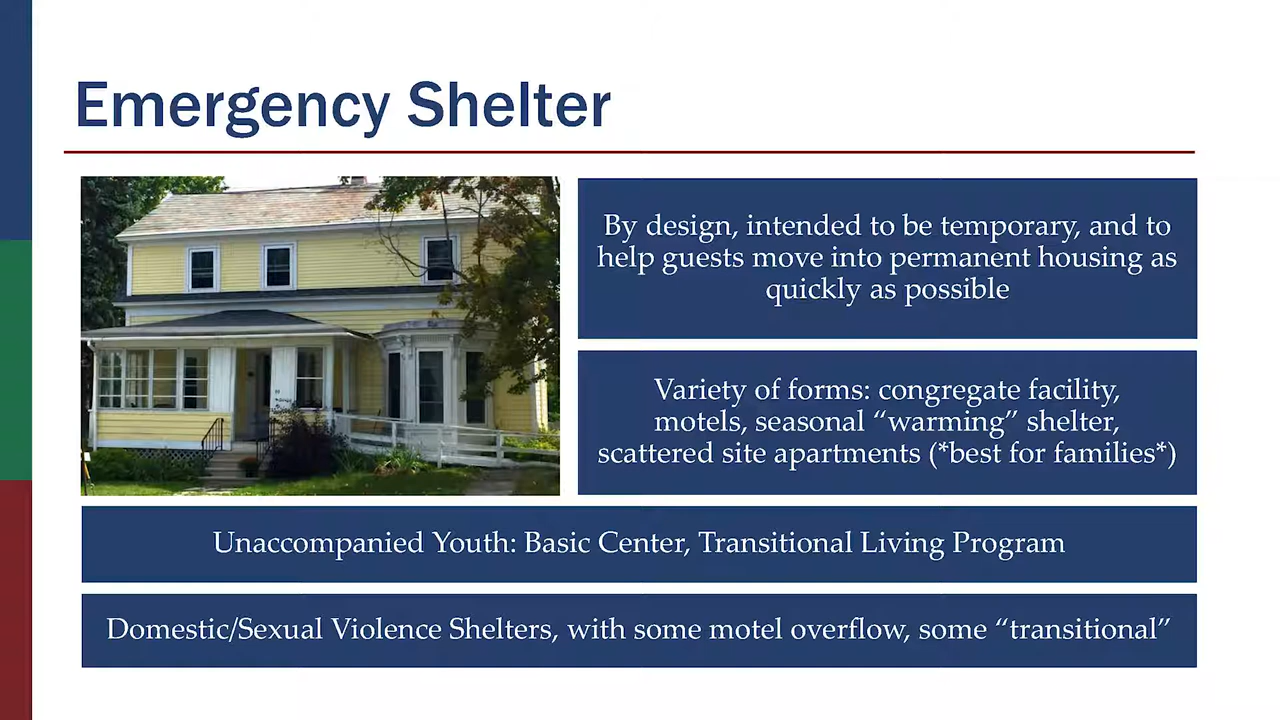 Emergency Shelter
By design, intended to be temporary, and to
help guests move into permanent housing as
quickly as possible
Variety of forms: congregate facility,
motels, seasonal “warming” shelter,
scattered site apartments (*best for families*)
Unaccompanied Youth: Basic Center, Transitional Living Program
Domestic/Sexual Violence Shelters, with some motel overflow, some “transitional”